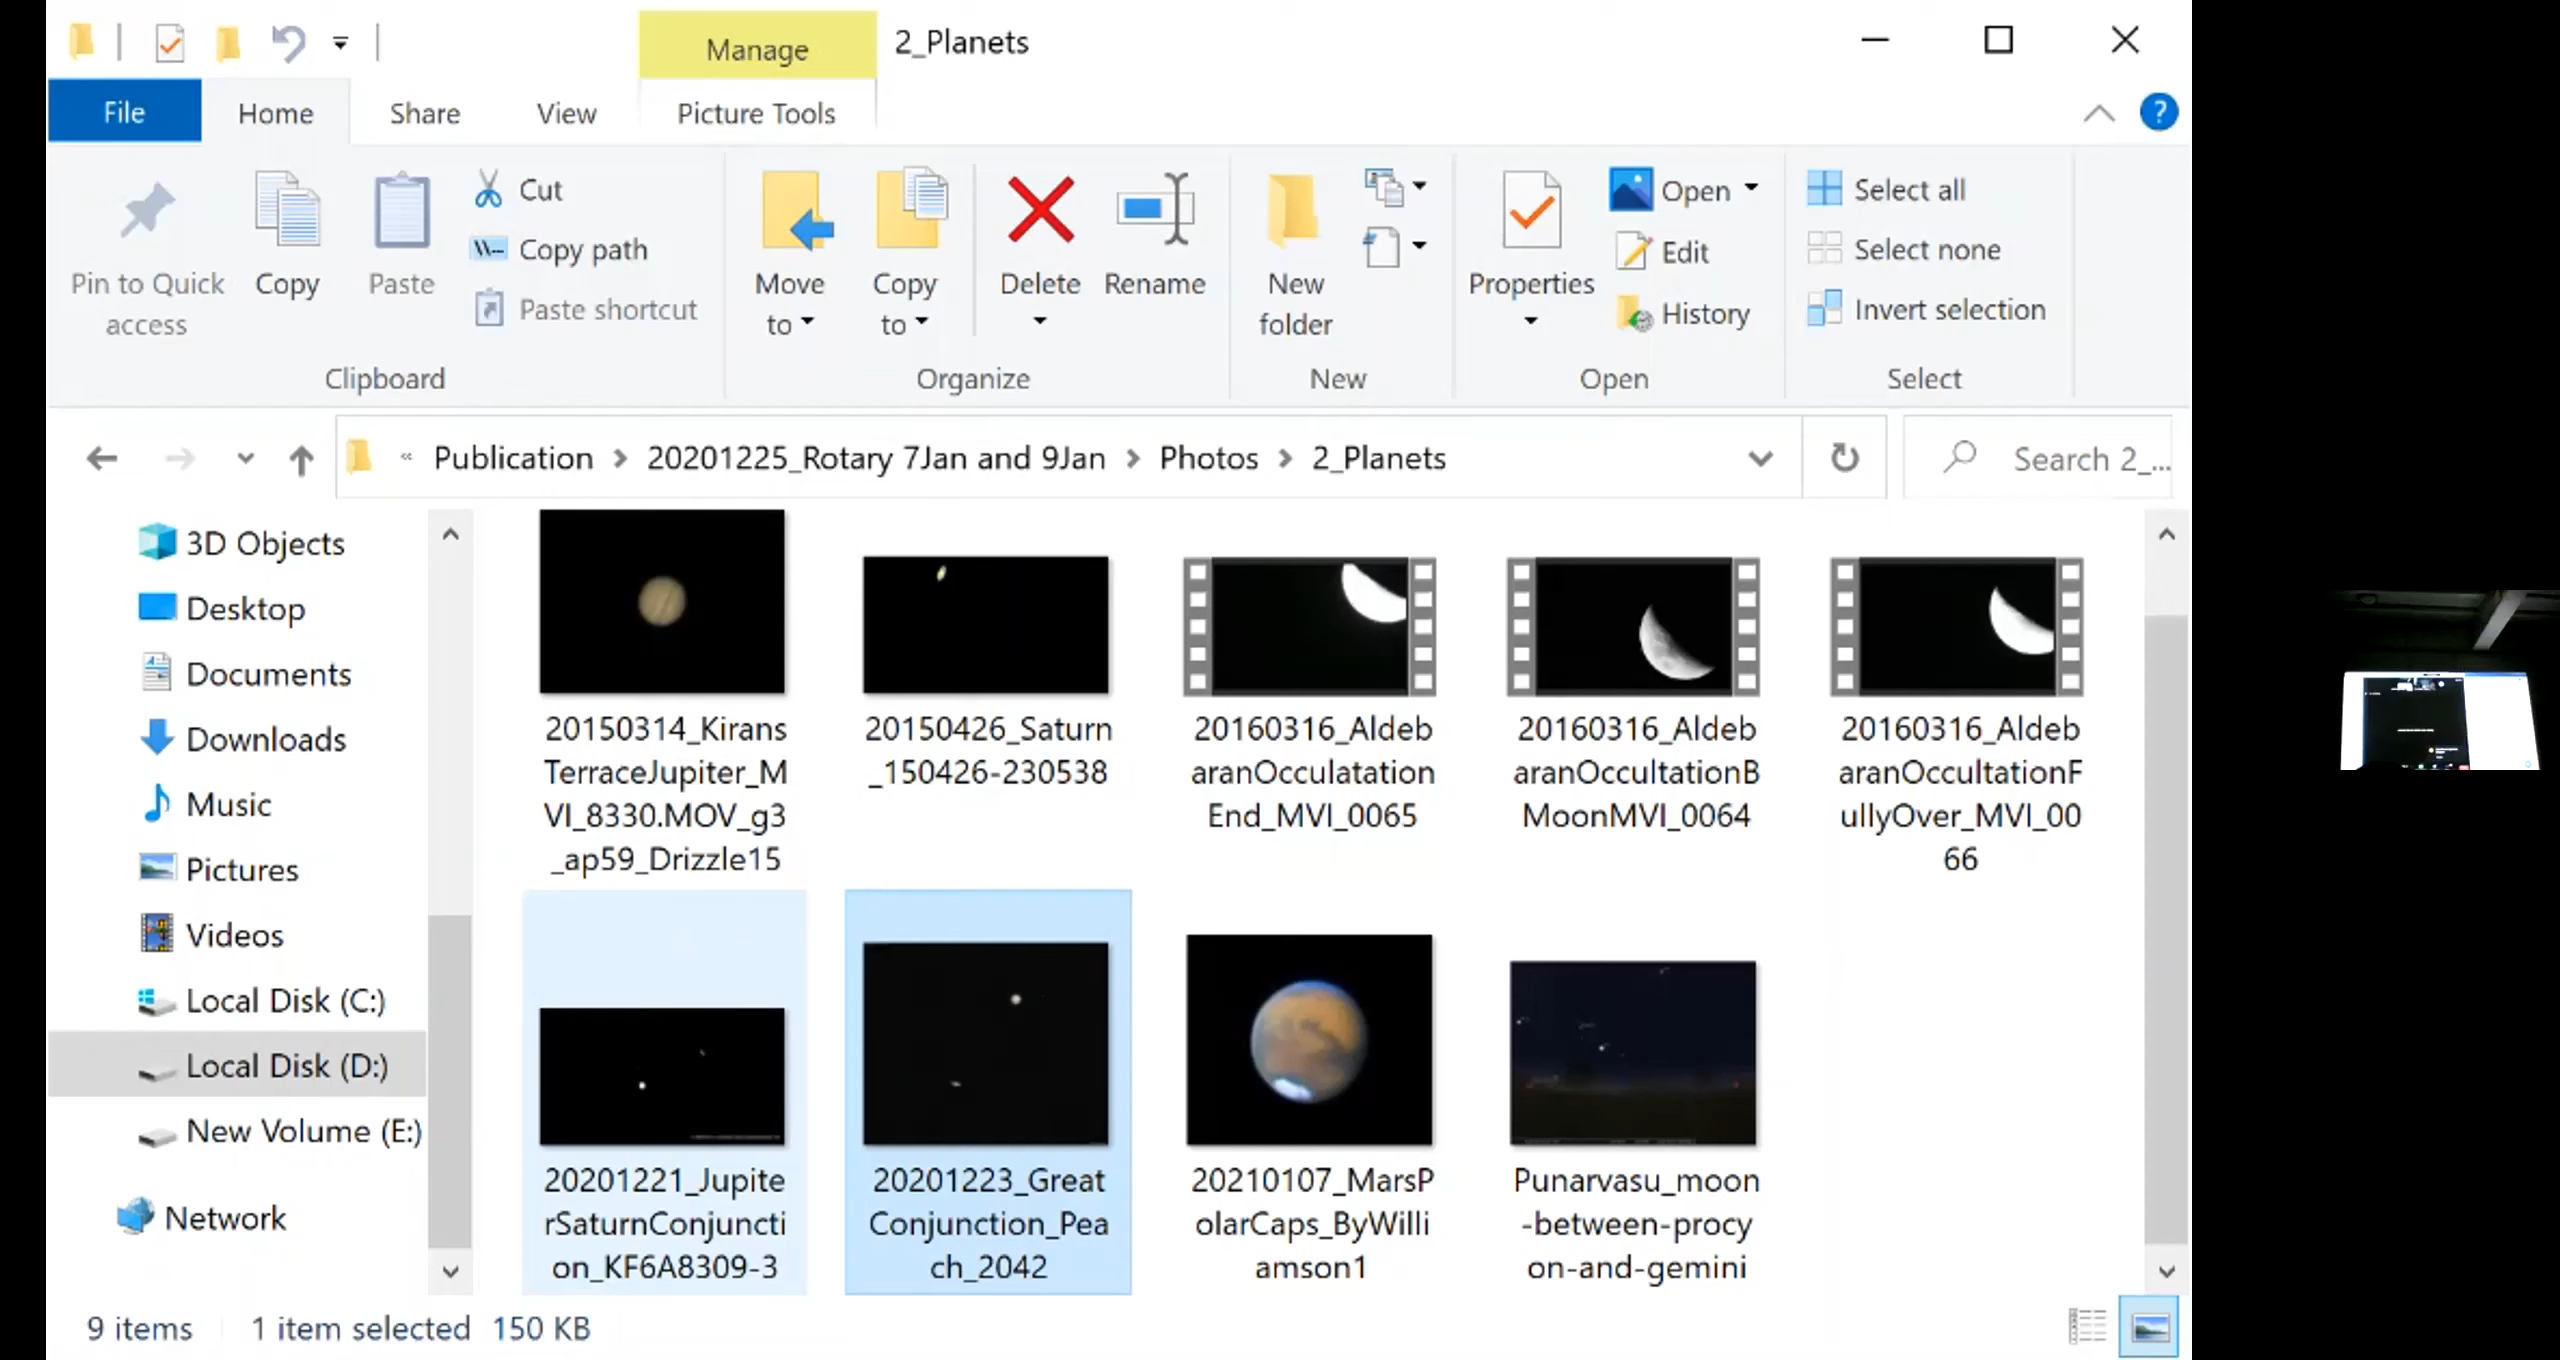 Manage
2_Planets
File
Home
Share
View
Picture Tools
?
Pin to Quick
access
Copy
Paste
Cut
Copy path
Paste shortcut
Clipboard
Move
to
Copy
to
Delete
Rename
Organize
New
folder
New
Properties
Open
Edit
History
Open
Select all
Select none
Invert selection
Select
« Publication > 20201225_Rotary 7Jan and 9Jan > Photos > 2_Planets
Search 2_...
3D Objects
Desktop
Documents
Downloads
Music
Pictures
Videos
Local Disk (C:)
Local Disk (D:)
New Volume (E:)
Network
20150314_Kirans
TerraceJupiter_M
VI_8330.MOV_g3
_ap59_Drizzle15
20150426_Saturn
_150426-230538
20160316_Aldeb
aranOcculatation
End_MVI_0065
20160316_Aldeb
aranOccultationB
MoonMVI_0064
20160316_Aldeb
aranOccultationF
ullyOver_MVI_00
66
20201221_Jupite
rSaturnConjuncti
on_KF6A8309-3
20201223_Great
Conjunction_Pea
ch_2042
20210107_MarsP
olarCaps_ByWilli
amson1
Punarvasu_moon
-between-procy
on-and-gemini
9 items
1 item selected 150 KB